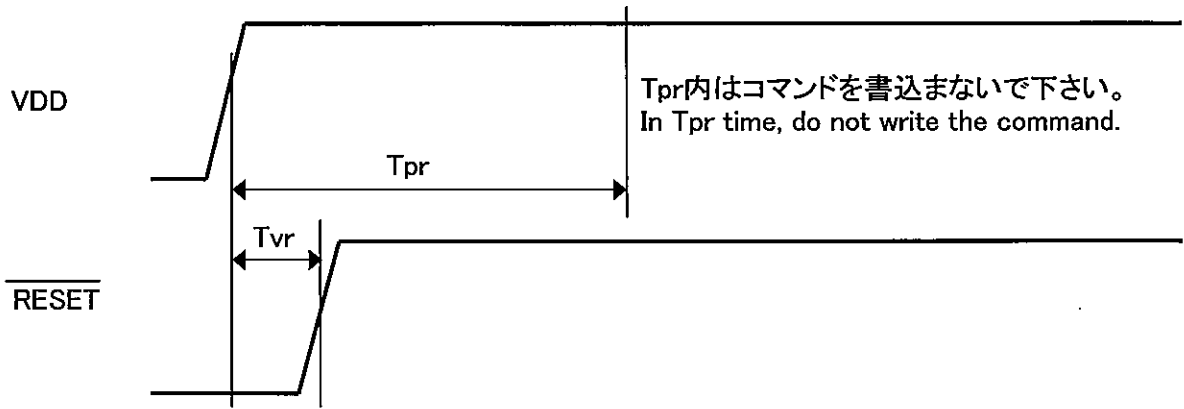 VDD
Tpr内はコマンドを書込まないで下さい。
In Tpr time, do not write the command.
Tpr
Tvr
RESET